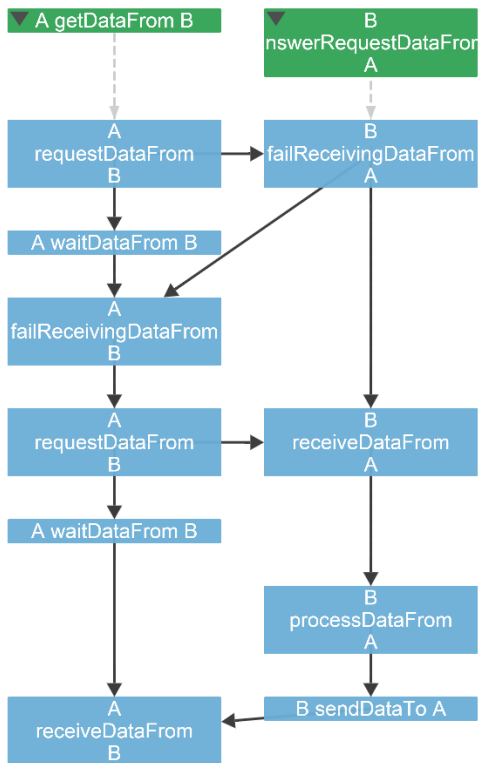 A getDataFrom B
B
nswerRequestDataFron
A
A
requestDataFrom
B
B
failReceivingDataFrom
A
A waitDataFrom B
A
failReceivingDataFrom
B
A
requestDataFrom
B
B
receiveDataFrom
A
A waitDataFrom B
B
processDataFrom
A
A
receiveDataFrom
B
B sendDataTo A